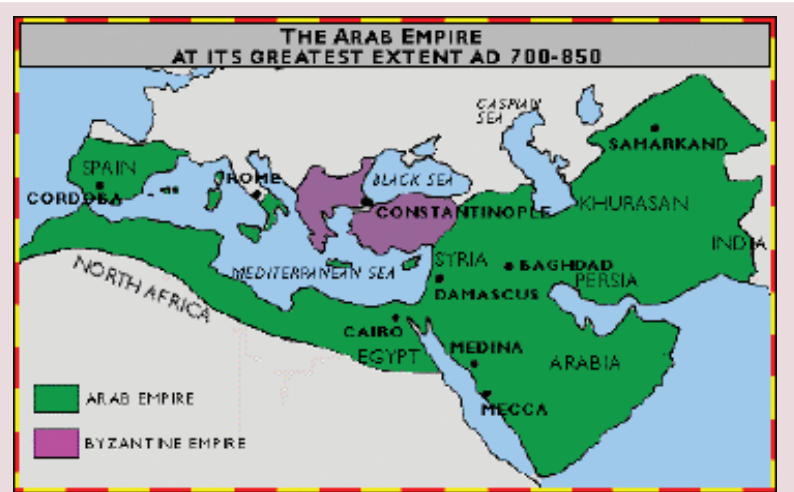 THE ARAB EMPIRE
AT ITS GREATEST EXTENT AD 700-850
CASPIAN
SEA
SAMARKAND
SPAIN
ROME
BLACK SEA
CORDOBA
CONSTANTINOPLE
KHURASAN
INDIA
SYRIA
BAGHDAD
MEDITERRANEAN SEA
PERSIA
NORTH AFRICA
DAMASCUS
CAIRO
EGYPT
MEDINA
ARABIA
MECCA
ARAB EMPIRE
BYZANTINE EMPIRE